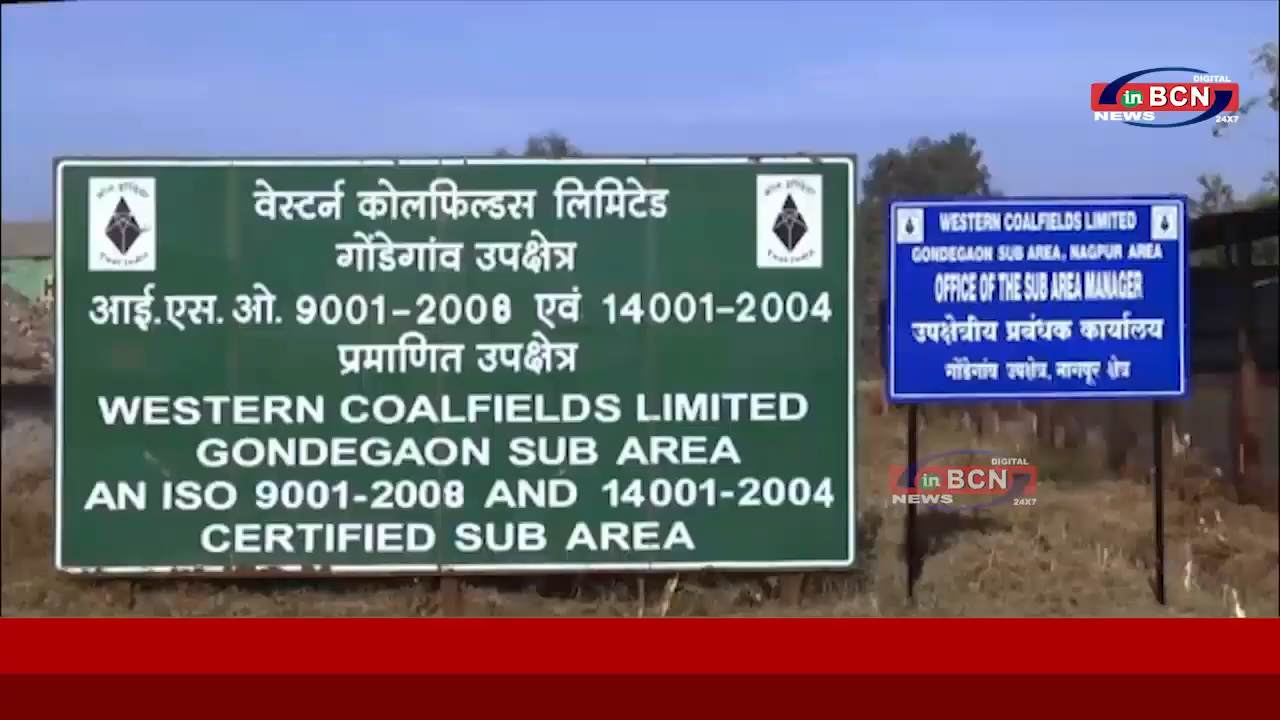 वेस्टर्न कोलफिल्डस लिमिटेड
गोंडेगांव उपक्षेत्र
आई.एस.ओ. 9001-2008 एवं 14001-2004
प्रमाणित उपक्षेत्र
WESTERN COALFIELDS LIMITED
GONDEGAON SUB AREA
AN ISO 9001-2008 AND 14001-2004
CERTIFIED SUB AREA
WESTERN COALFIELDS LIMITED
GONDEGAON SUB AREA, NAGPUR AREA
OFFICE OF THE SUB AREA MANAGER
उपक्षेत्रीय प्रबंधक कार्यालय
गोंडेगांव उपक्षेत्र, नागपूर क्षेत्र
DIGITAL
in BCN
NEWS 24X7
DIGITAL
in BCN
NEWS 24X7